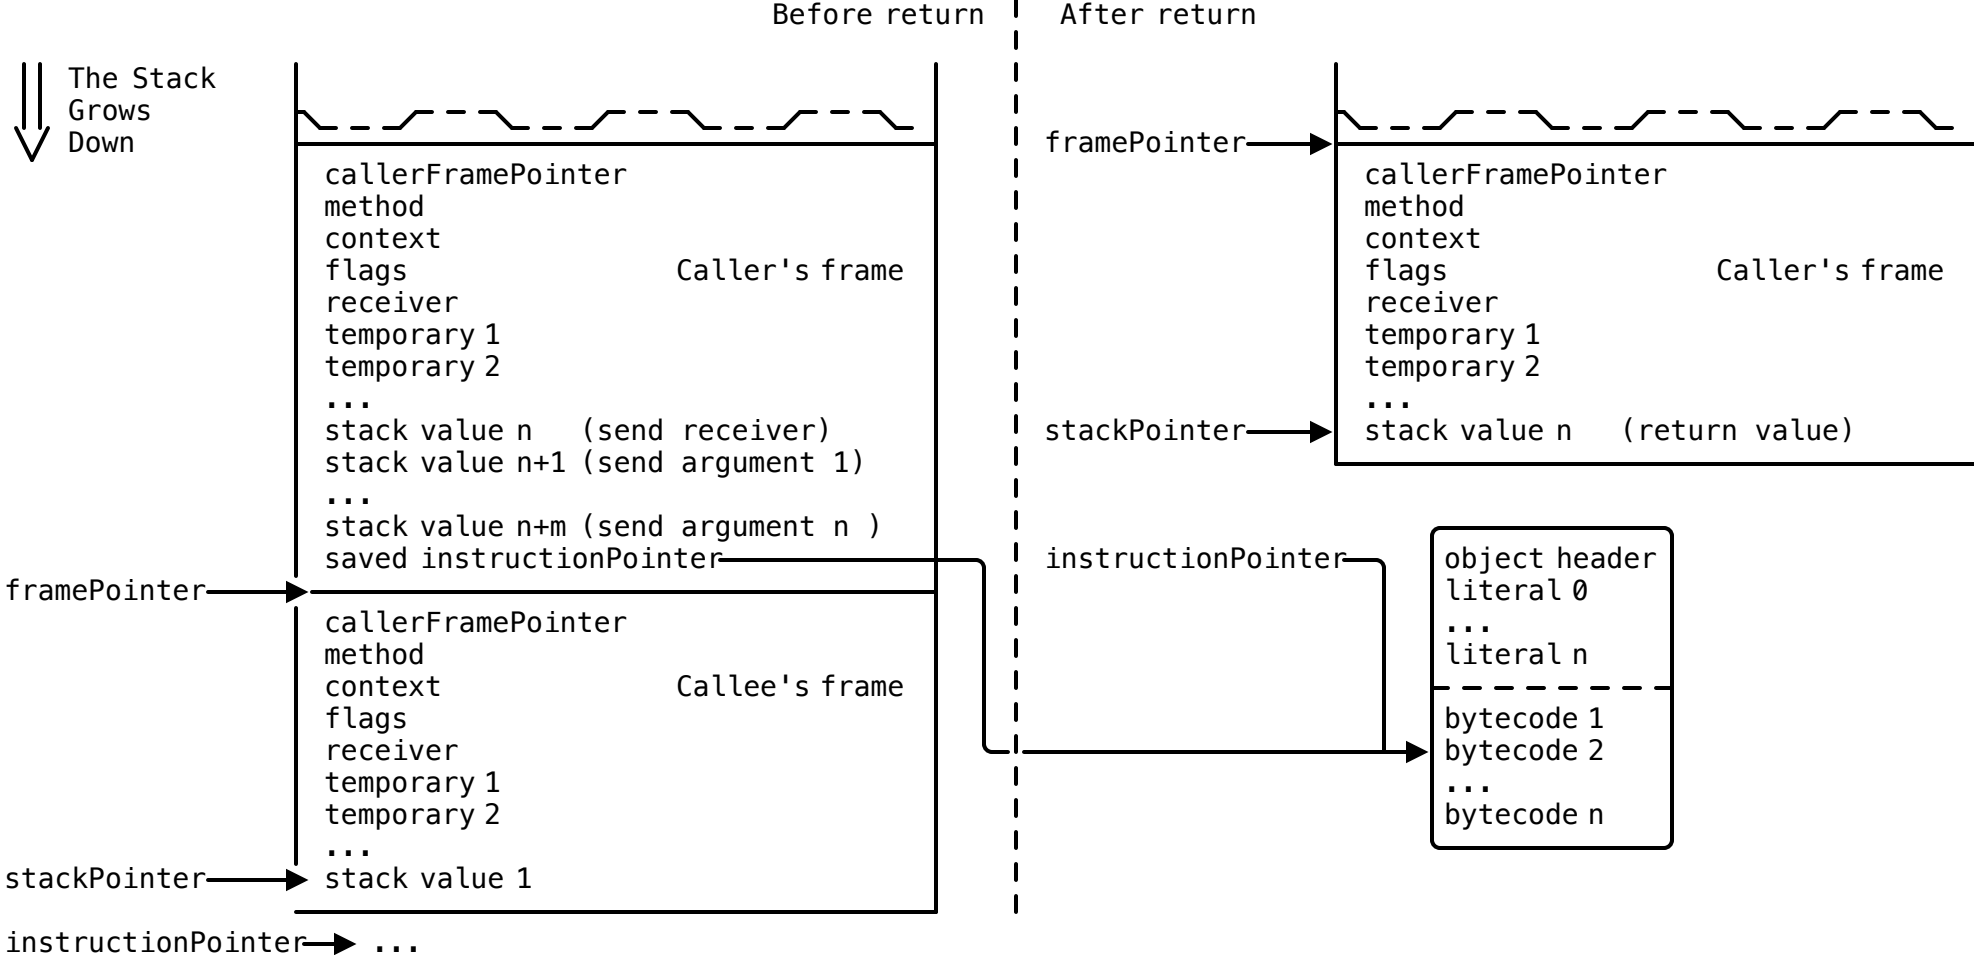 Before return
After return
The Stack
Grows
Down
callerFramePointer
method
context
flags Caller's frame
receiver
temporary 1
temporary 2
...
stack value n (send receiver)
stack value n+1 (send argument 1)
...
stack value n+m (send argument n )
saved instructionPointer
framePointer
callerFramePointer
method
context Callee's frame
flags
receiver
temporary 1
temporary 2
...
stackPointer
stack value 1
instructionPointer
...
framePointer
callerFramePointer
method
context
flags Caller's frame
receiver
temporary 1
temporary 2
...
stackPointer
stack value n (return value)
instructionPointer
object header
literal 0
...
literal n
bytecode 1
bytecode 2
...
bytecode n